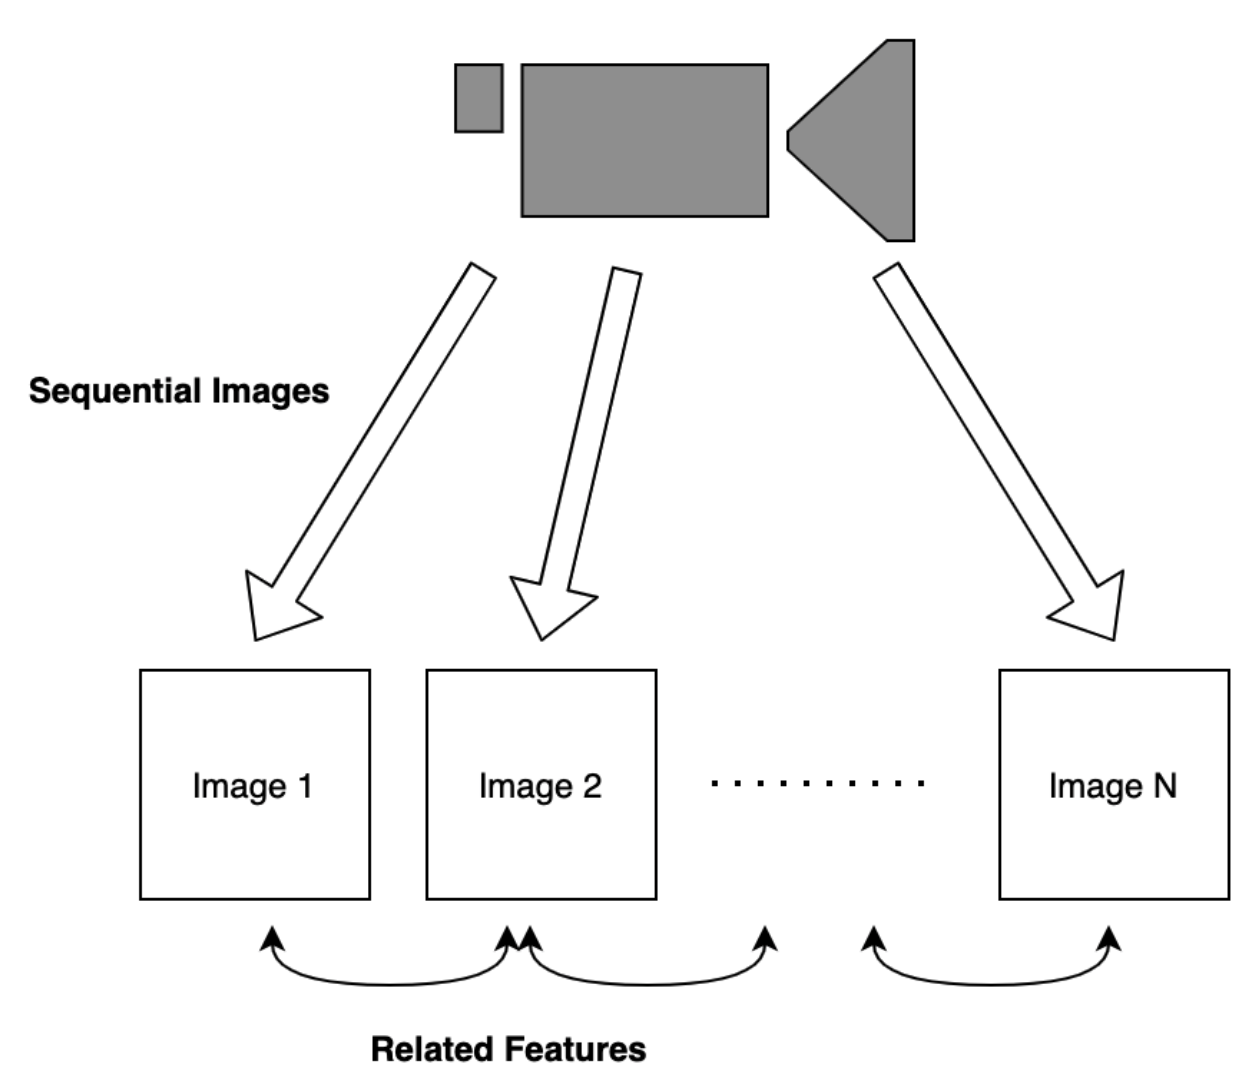 Sequential Images
Image 1
Image 2
..........
Image N
Related Features